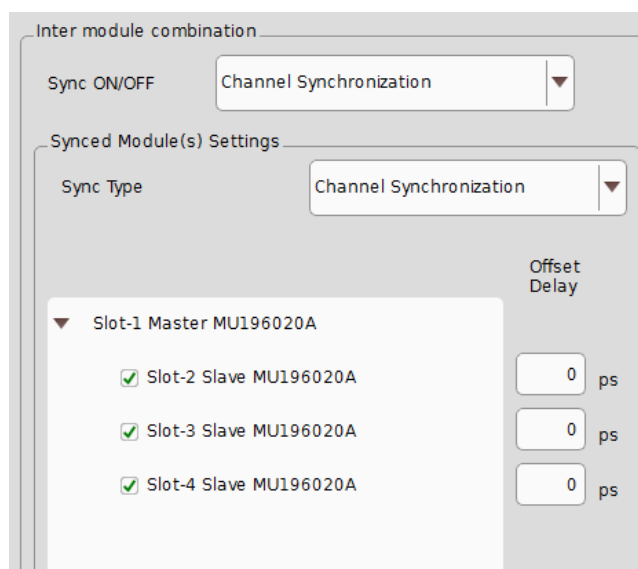 Inter module combination
Sync ON/OFF Channel Synchronization
Synced Module(s) Settings
Sync Type Channel Synchronization
Offset
Delay
Slot-1 Master MU196020A
Slot-2 Slave MU196020A 0 ps
Slot-3 Slave MU196020A 0 ps
Slot-4 Slave MU196020A 0 ps